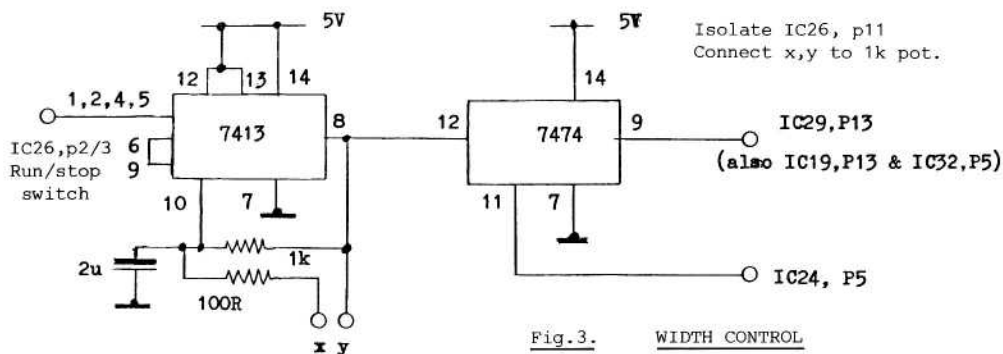 5V
5V
Isolate IC26, p11
Connect x,y to 1k pot.
12
13
14
14
1,2,4,5
7413
8
12
7474
9
IC29,P13
(also IC19,P13 & IC32,P5)
IC26,p2/3
Run/stop
switch
6
9
10
7
11
7
2u
1k
100R
IC24, P5
x y
Fig.3. WIDTH CONTROL